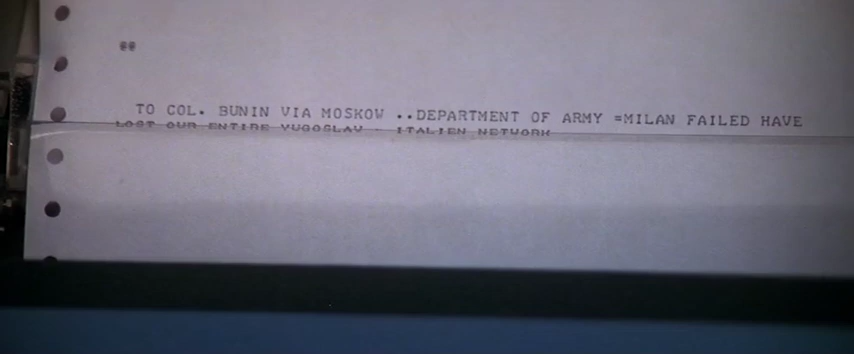 @@
TO COL. BUNIN VIA MOSKOW ..DEPARTMENT OF ARMY =MILAN FAILED HAVE
LOST OUR ENTIRE YUGOSLAV - ITALIEN NETWORK